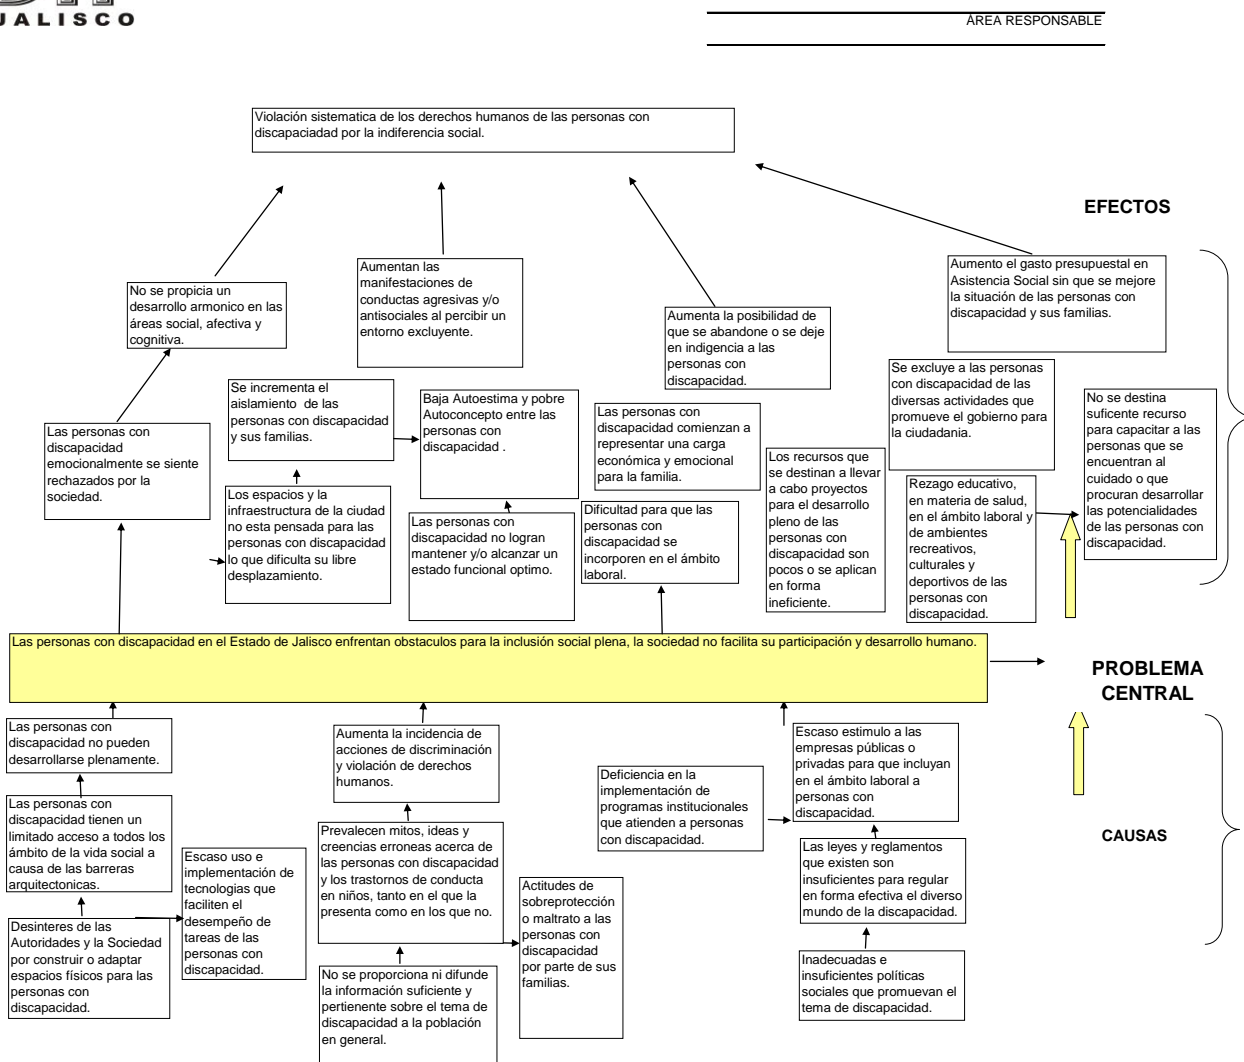 JALISCO
ÁREA RESPONSABLE
Violación sistematica de los derechos humanos de las personas con
discapaciadad por la indiferencia social.
EFECTOS
No se propicia un
desarrollo armonico en las
áreas social, afectiva y
cognitiva.
Aumentan las
manifestaciones de
conductas agresivas y/o
antisociales al percibir un
entorno excluyente.
Aumenta la posibilidad de
que se abandone o se deje
en indigencia a las
personas con
discapacidad.
Aumento el gasto presupuestal en
Asistencia Social sin que se mejore
la situación de las personas con
discapacidad y sus familias.
Las personas con
discapacidad
emocionalmente se siente
rechazados por la
sociedad.
Se incrementa el
aislamiento de las
personas con discapacidad
y sus familias.
Baja Autoestima y pobre
Autoconcepto entre las
personas con
discapacidad .
Las personas con
discapacidad comienzan a
representar una carga
económica y emocional
para la familia.
Los recursos que
se destinan a llevar
a cabo proyectos
para el desarrollo
pleno de las
personas con
discapacidad son
pocos o se aplican
en forma
ineficiente.
Se excluye a las personas
con discapacidad de las
diversas actividades que
promueve el gobierno para
la ciudadania.
No se destina
suficente recurso
para capacitar a las
personas que se
encuentran al
cuidado o que
procuran desarrollar
las potencialidades
de las personas con
discapacidad.
Los espacios y la
infraestructura de la ciudad
no esta pensada para las
personas con discapacidad
lo que dificulta su libre
desplazamiento.
Las personas con
discapacidad no logran
mantener y/o alcanzar un
estado funcional optimo.
Dificultad para que las
personas con
discapacidad se
incorporen en el ámbito
laboral.
Rezago educativo,
en materia de salud,
en el ámbito laboral y
de ambientes
recreativos,
culturales y
deportivos de las
personas con
discapacidad.
Las personas con discapacidad en el Estado de Jalisco enfrentan obstaculos para la inclusión social plena, la sociedad no facilita su participación y desarrollo humano.
PROBLEMA
CENTRAL
Las personas con
discapacidad no pueden
desarrollarse plenamente.
Aumenta la incidencia de
acciones de discriminación
y violación de derechos
humanos.
Deficiencia en la
implementación de
programas institucionales
que atienden a personas
con discapacidad.
Escaso estimulo a las
empresas públicas o
privadas para que incluyan
en el ámbito laboral a
personas con
discapacidad.
CAUSAS
Las personas con
discapacidad tienen un
limitado acceso a todos los
ámbito de la vida social a
causa de las barreras
arquitectonicas.
Escaso uso e
implementación de
tecnologias que
faciliten el
desempeño de
tareas de las
personas con
discapacidad.
Prevalecen mitos, ideas y
creencias erroneas acerca de
las personas con discapacidad
y los trastornos de conducta
en niños, tanto en el que la
presenta como en los que no.
Actitudes de
sobreprotección
o maltrato a las
personas con
discapacidad
por parte de sus
familias.
Las leyes y reglamentos
que existen son
insuficientes para regular
en forma efectiva el diverso
mundo de la discapacidad.
Desinteres de las
Autoridades y la Sociedad
por construir o adaptar
espacios físicos para las
personas con
discapacidad.
No se proporciona ni difunde
la información suficiente y
pertienente sobre el tema de
discapacidad a la población
en general.
Inadecuadas e
insuficientes políticas
sociales que promuevan el
tema de discapacidad.